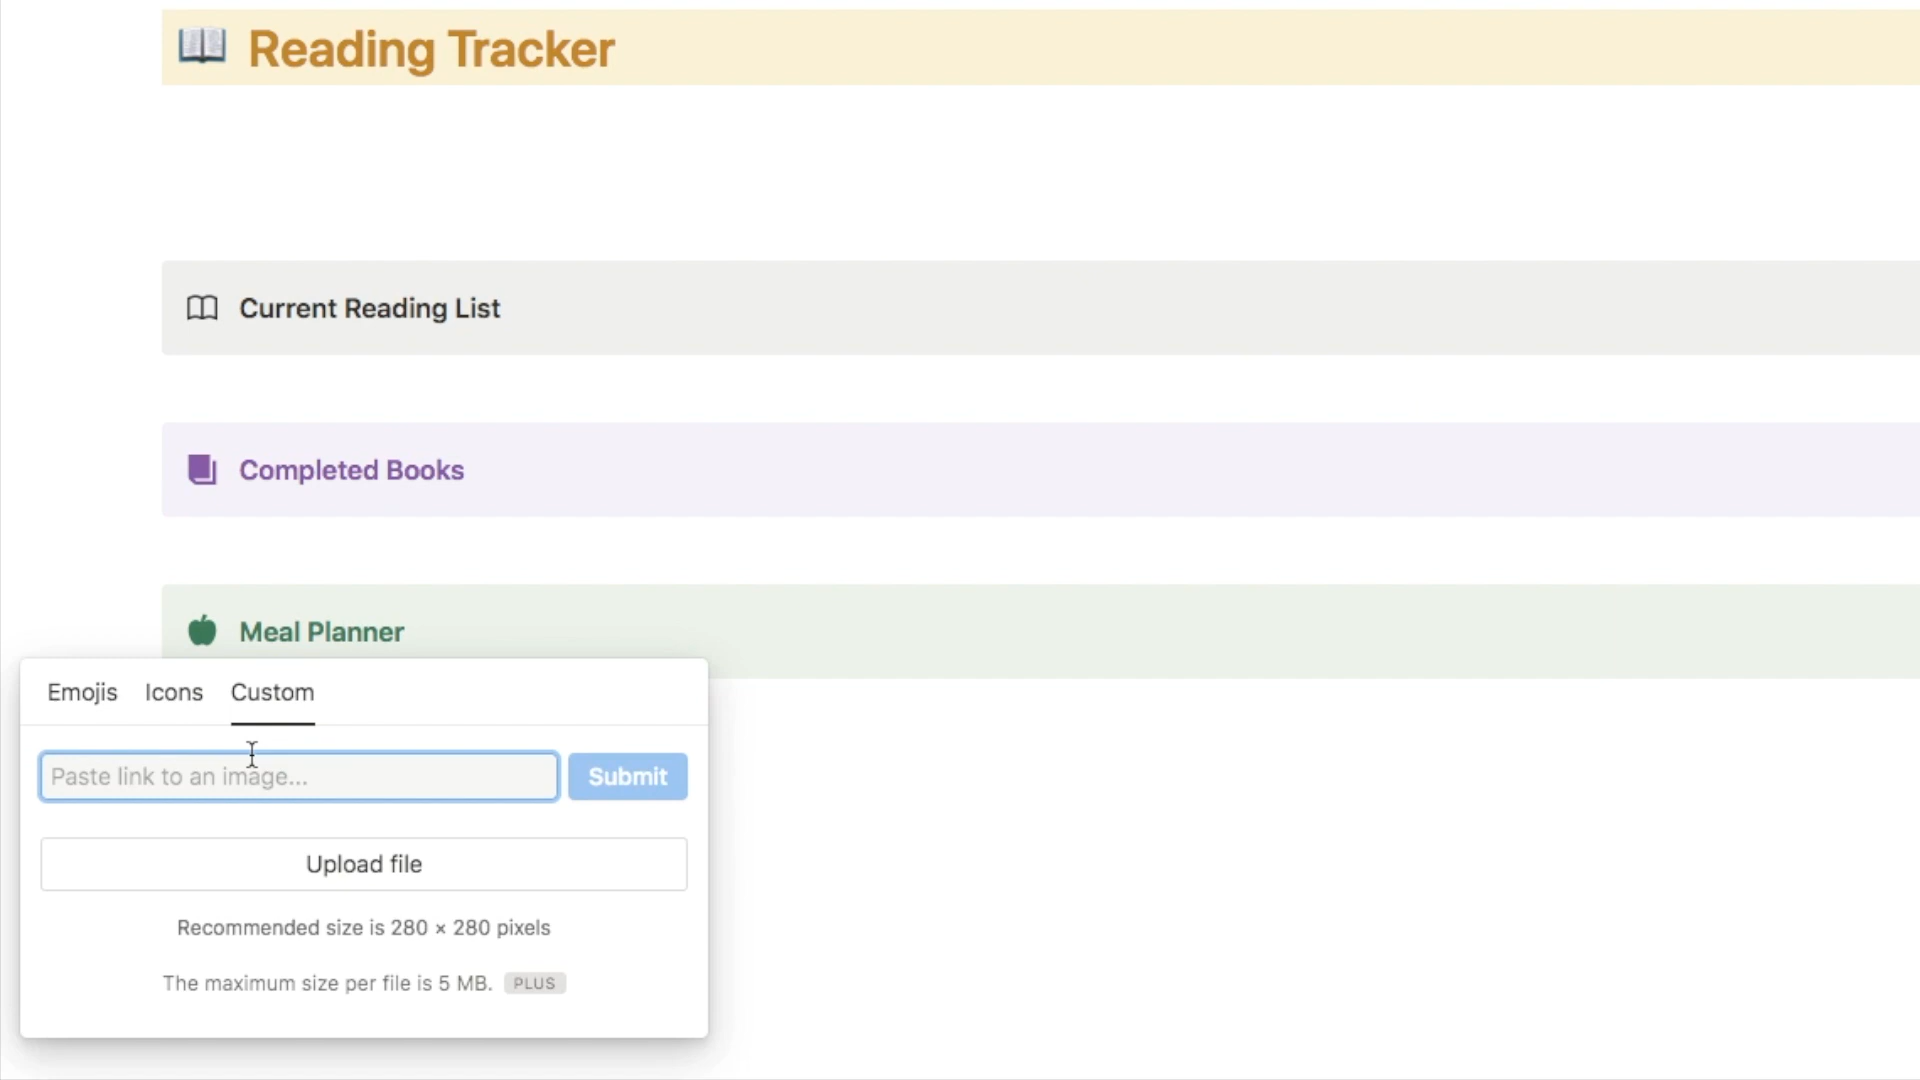 Reading Tracker
Current Reading List
Completed Books
Meal Planner
Emojis Icons Custom
Paste link to an image... Submit
Upload file
Recommended size is 280 × 280 pixels
The maximum size per file is 5 MB. PLUS